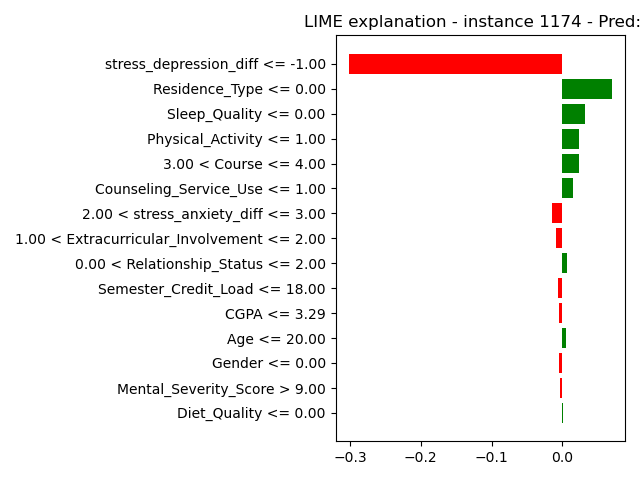 LIME explanation - instance 1174 - Pred:
stress_depression_diff <= -1.00
Residence_Type <= 0.00
Sleep_Quality <= 0.00
Physical_Activity <= 1.00
3.00 < Course <= 4.00
Counseling_Service_Use <= 1.00
2.00 < stress_anxiety_diff <= 3.00
1.00 < Extracurricular_Involvement <= 2.00
0.00 < Relationship_Status <= 2.00
Semester_Credit_Load <= 18.00
CGPA <= 3.29
Age <= 20.00
Gender <= 0.00
Mental_Severity_Score > 9.00
Diet_Quality <= 0.00
−0.3 −0.2 −0.1 0.0